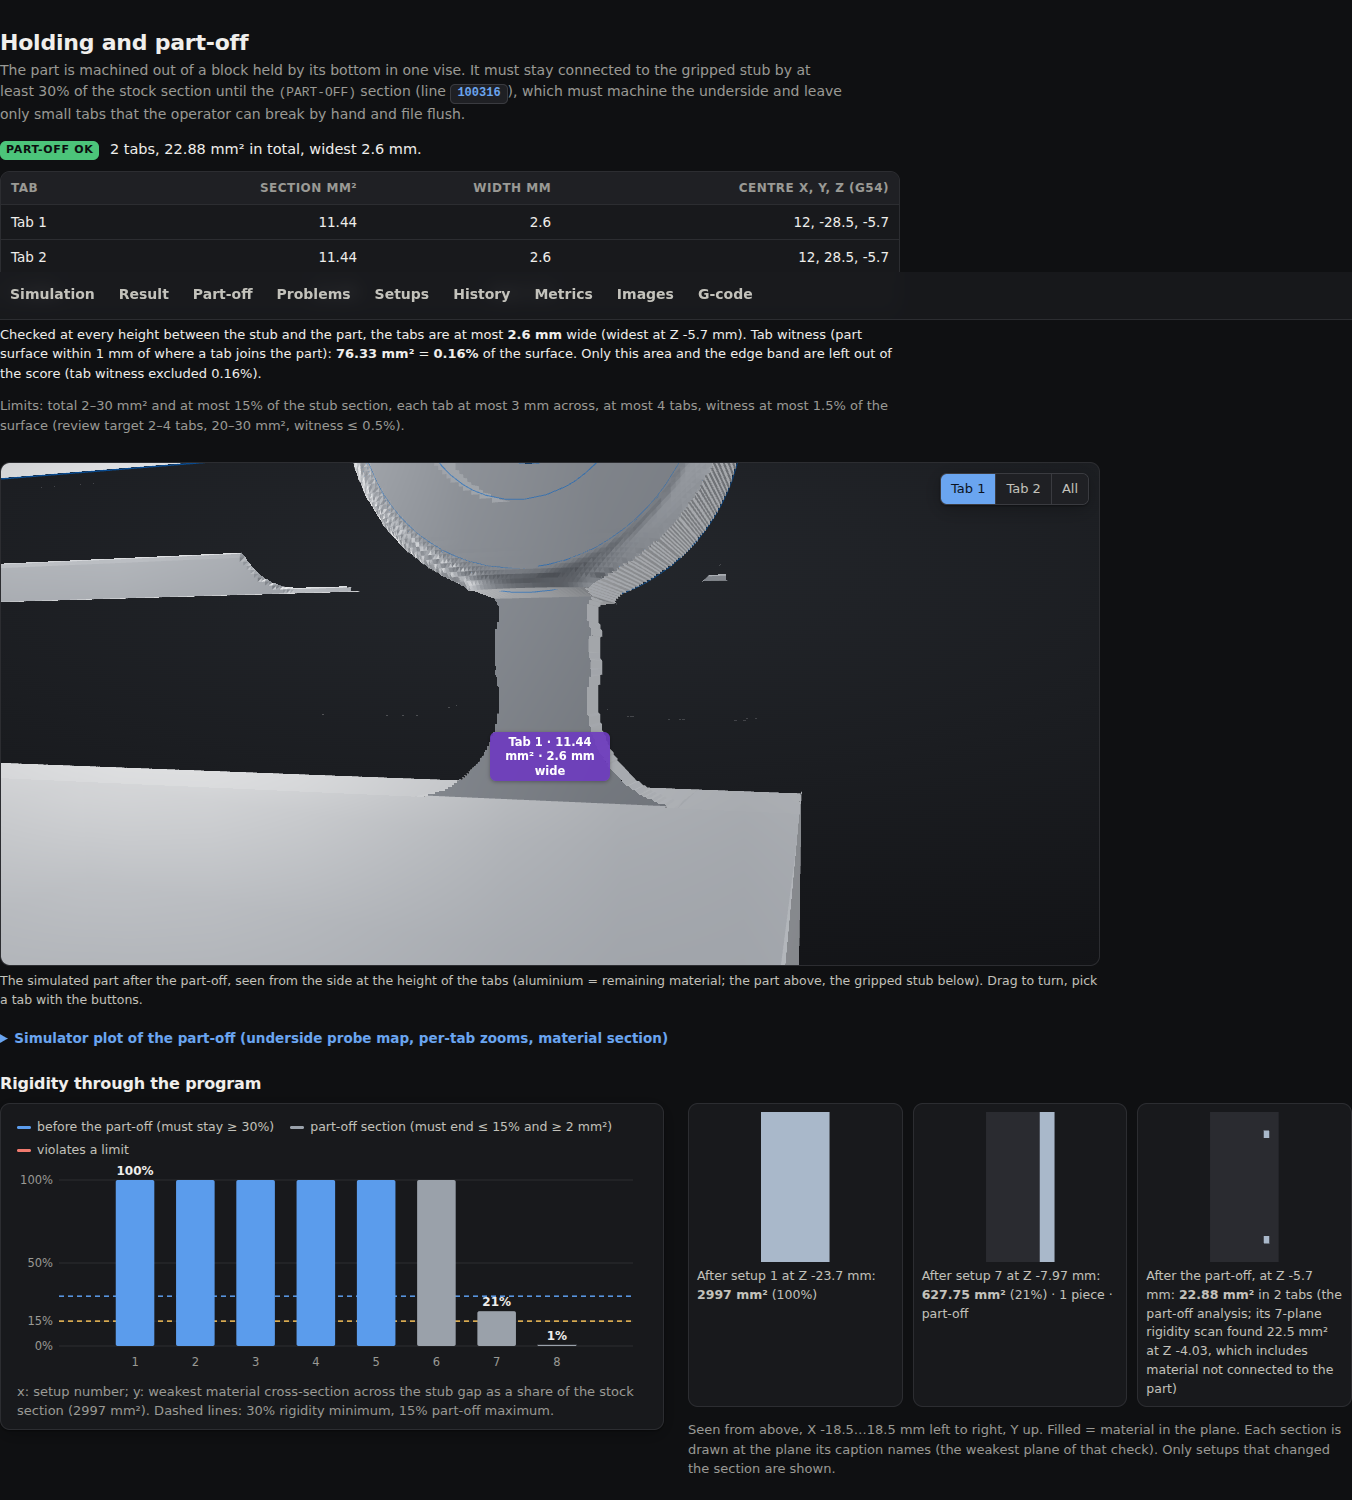 Holding and part-off
The part is machined out of a block held by its bottom in one vise. It must stay connected to the gripped stub by at
least 30% of the stock section until the (PART-OFF) section (line 100316), which must machine the underside and leave
only small tabs that the operator can break by hand and file flush.
PART-OFF OK 2 tabs, 22.88 mm² in total, widest 2.6 mm.
TAB SECTION MM² WIDTH MM CENTRE X, Y, Z (G54)
Tab 1 11.44 2.6 12, -28.5, -5.7
Tab 2 11.44 2.6 12, 28.5, -5.7
Simulation Result Part-off Problems Setups History Metrics Images G-code
Checked at every height between the stub and the part, the tabs are at most 2.6 mm wide (widest at Z -5.7 mm). Tab witness (part
surface within 1 mm of where a tab joins the part): 76.33 mm² = 0.16% of the surface. Only this area and the edge band are left out of
the score (tab witness excluded 0.16%).
Limits: total 2–30 mm² and at most 15% of the stub section, each tab at most 3 mm across, at most 4 tabs, witness at most 1.5% of the
surface (review target 2–4 tabs, 20–30 mm², witness ≤ 0.5%).
Tab 1 Tab 2 All
Tab 1 · 11.44
mm² · 2.6 mm
wide
The simulated part after the part-off, seen from the side at the height of the tabs (aluminium = remaining material; the part above, the gripped stub below). Drag to turn, pick
a tab with the buttons.
▶ Simulator plot of the part-off (underside probe map, per-tab zooms, material section)
Rigidity through the program
before the part-off (must stay ≥ 30%) part-off section (must end ≤ 15% and ≥ 2 mm²)
violates a limit
100%
100%
50%
21%
15%
1%
0%
1 2 3 4 5 6 7 8
x: setup number; y: weakest material cross-section across the stub gap as a share of the stock
section (2997 mm²). Dashed lines: 30% rigidity minimum, 15% part-off maximum.
After setup 1 at Z -23.7 mm:
2997 mm² (100%)
After setup 7 at Z -7.97 mm:
627.75 mm² (21%) · 1 piece ·
part-off
After the part-off, at Z -5.7
mm: 22.88 mm² in 2 tabs (the
part-off analysis; its 7-plane
rigidity scan found 22.5 mm²
at Z -4.03, which includes
material not connected to the
part)
Seen from above, X -18.5…18.5 mm left to right, Y up. Filled = material in the plane. Each section is
drawn at the plane its caption names (the weakest plane of that check). Only setups that changed
the section are shown.